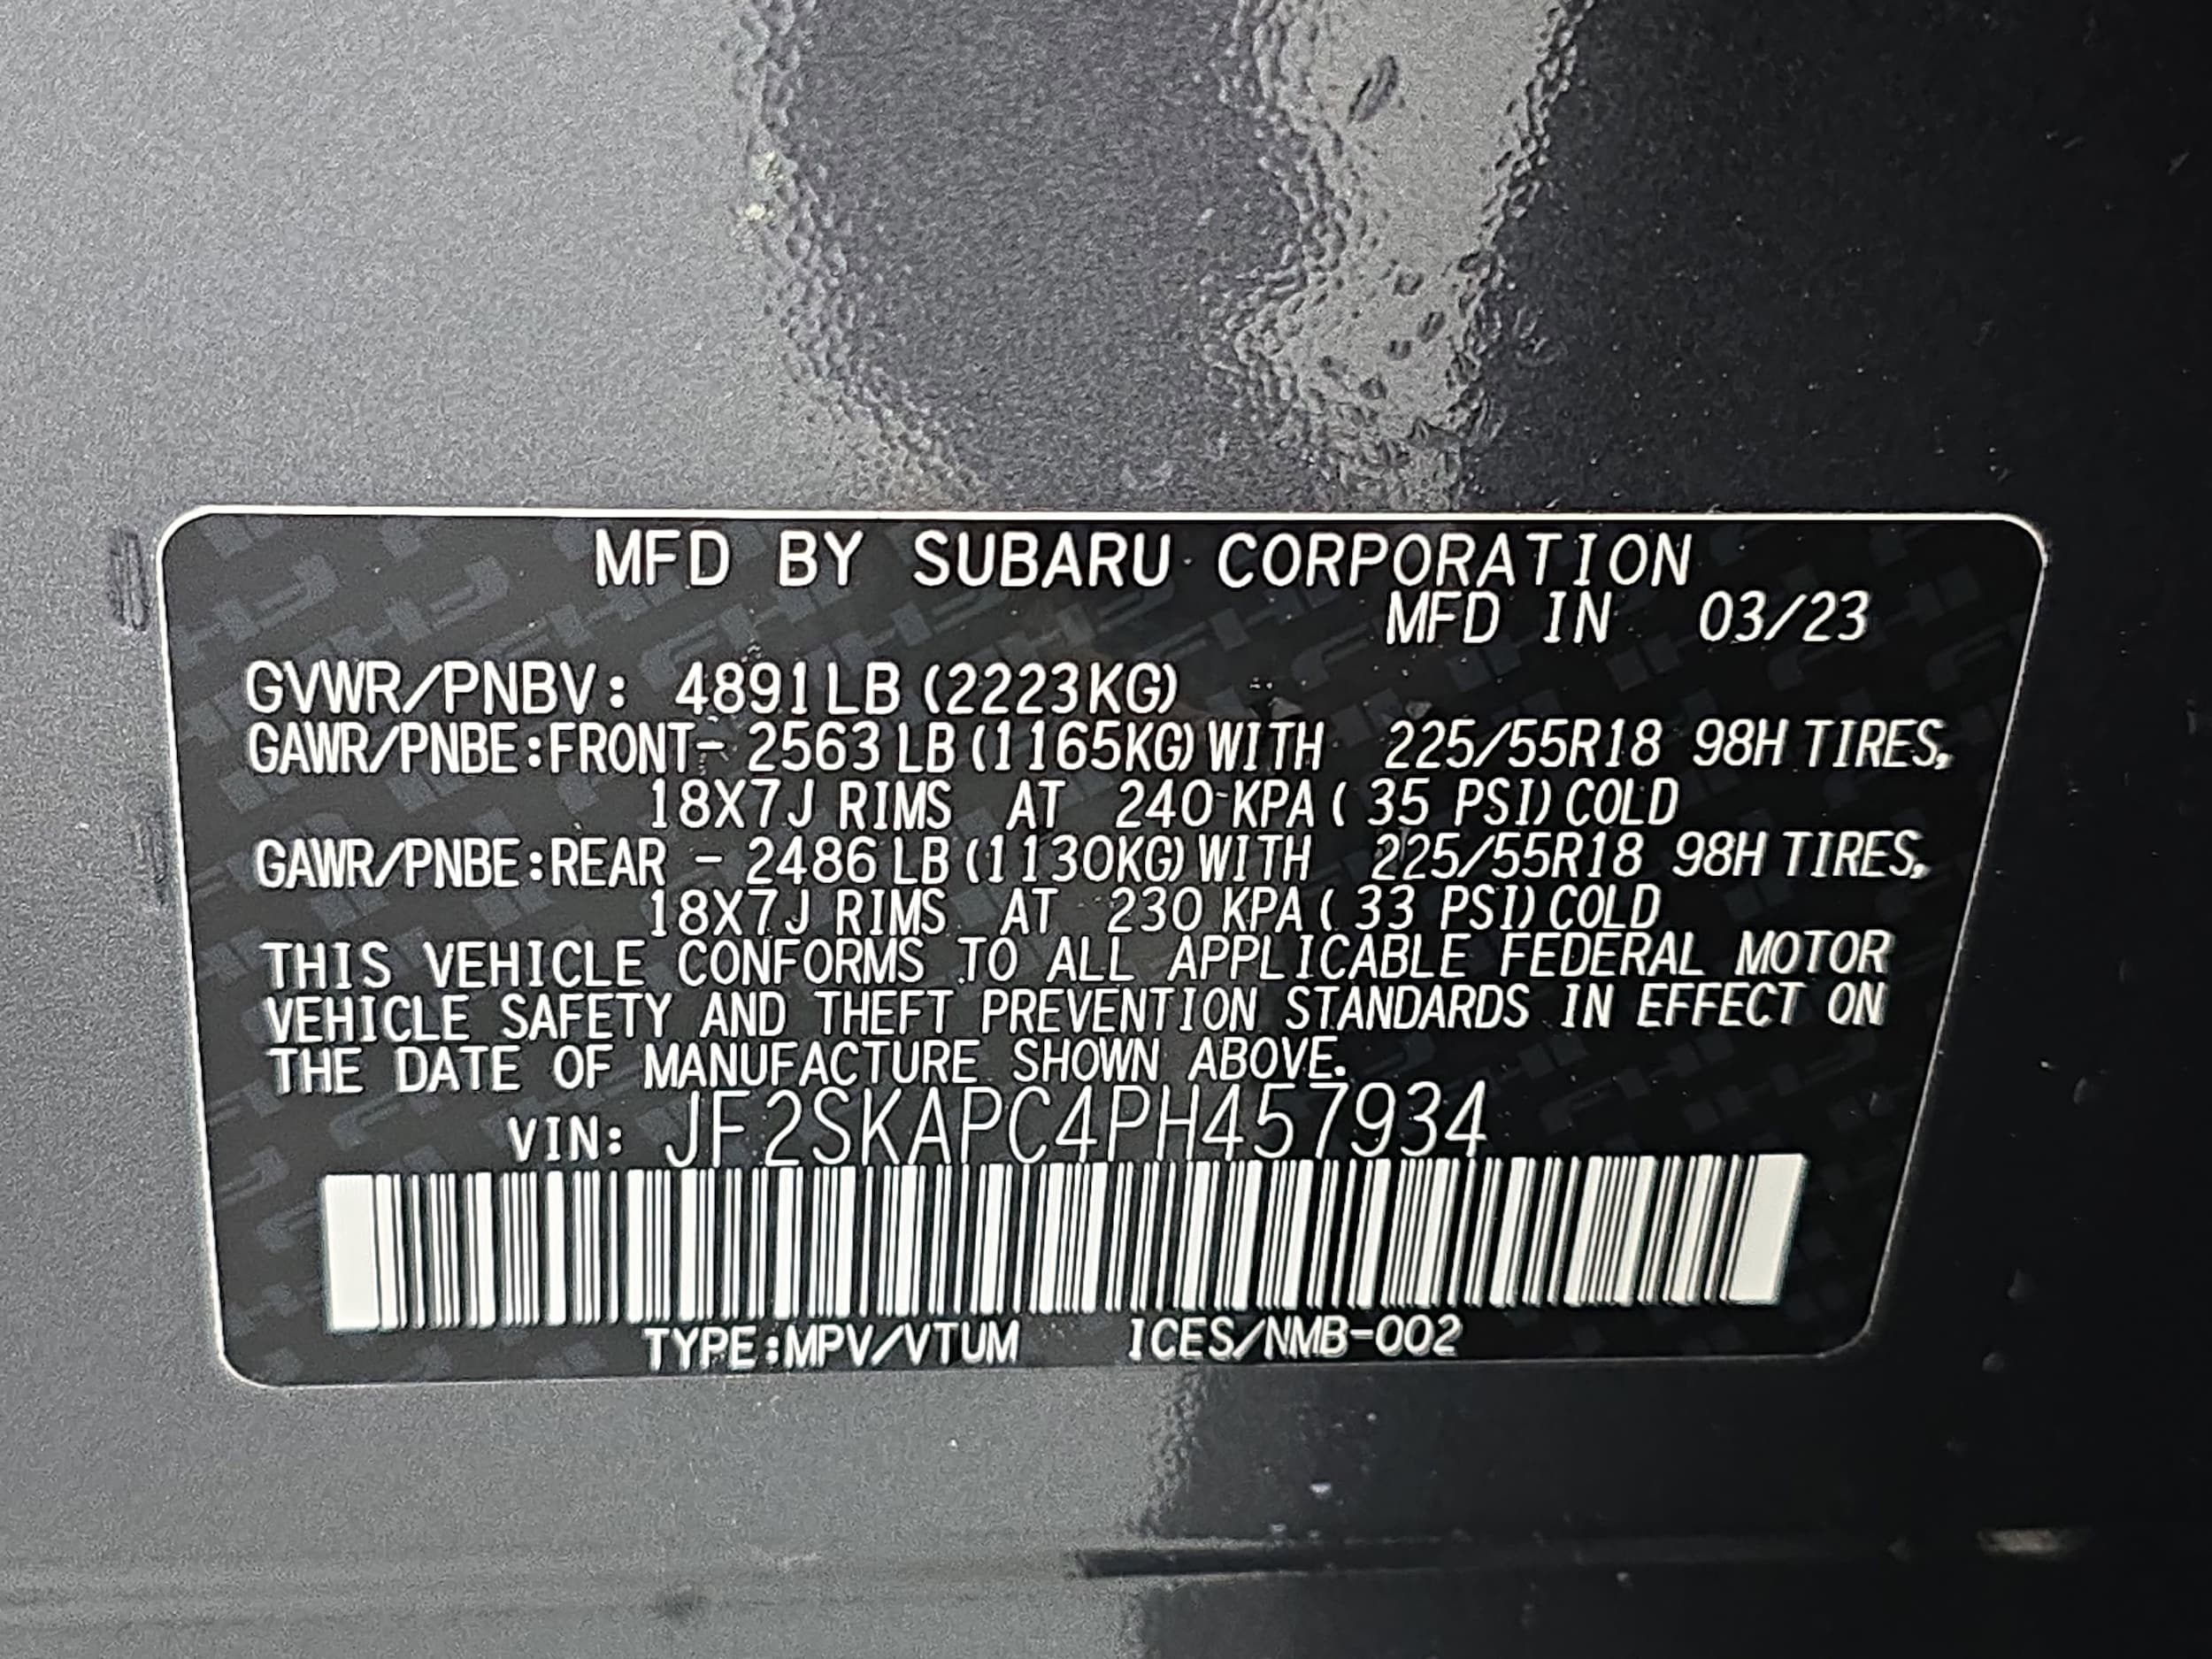 MFD BY SUBARU CORPORATION
MFD IN 03/23
GVWR/PNBV: 4891LB (2223KG)
GAWR/PNBE:FRONT- 2563 LB (1165KG) WITH 225/55R18 98H TIRES,
18X7J RIMS AT 240 KPA ( 35 PSI) COLD
GAWR/PNBE:REAR - 2486 LB (1130KG) WITH 225/55R18 98H TIRES,
18X7J RIMS AT 230 KPA ( 33 PSI) COLD
THIS VEHICLE CONFORMS TO ALL APPLICABLE FEDERAL MOTOR
VEHICLE SAFETY AND THEFT PREVENTION STANDARDS IN EFFECT ON
THE DATE OF MANUFACTURE SHOWN ABOVE.
VIN: JF2SKAPC4PH457934
TYPE:MPV/VTUM ICES/NMB-002